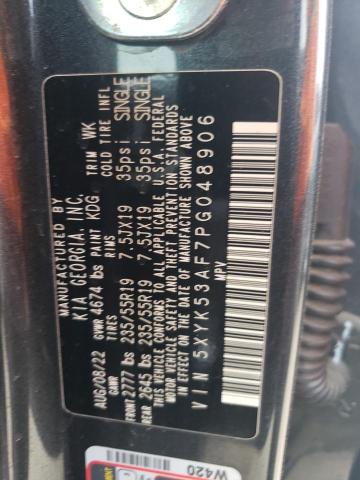 MANUFACTURED BY
KIA GEORGIA, INC.
AUG/08/22 GVWR 4674 lbs PAINT KDG TRIM WK
GAWR TIRES RIMS COLD TIRE INFL
FRONT 2777 lbs 235/55R19 7.5JX19 35psi SINGLE
REAR 2645 lbs 235/55R19 7.5JX19 35psi SINGLE
THIS VEHICLE CONFORMS TO ALL APPLICABLE U.S.A. FEDERAL
MOTOR VEHICLE SAFETY AND THEFT PREVENTION STANDARDS
IN EFFECT ON THE DATE OF MANUFACTURE SHOWN ABOVE
VIN 5XYK53AF7PG048906
MPV
W420